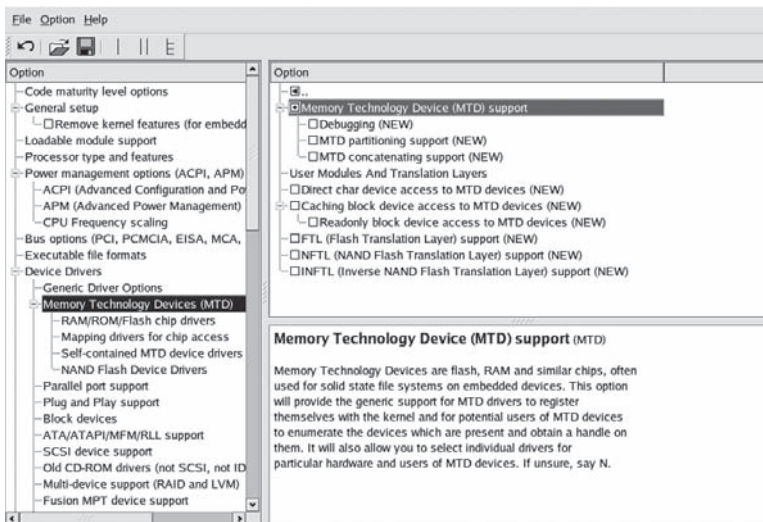 File Option Help
Option
Code maturity level options
General setup
Remove kernel features (for embedd
Loadable module support
Processor type and features
Power management options (ACPI, APM)
ACPI (Advanced Configuration and Po
APM (Advanced Power Management)
CPU Frequency scaling
Bus options (PCI, PCMCIA, EISA, MCA,
Executable file formats
Device Drivers
Generic Driver Options
Memory Technology Devices (MTD)
RAM/ROM/Flash chip drivers
Mapping drivers for chip access
Self-contained MTD device drivers
NAND Flash Device Drivers
Parallel port support
Plug and Play support
Block devices
ATA/ATAPI/MFM/RLL support
SCSI device support
Old CD-ROM drivers (not SCSI, not ID
Multi-device support (RAID and LVM)
Fusion MPT device support
Option
..
Memory Technology Device (MTD) support
Debugging (NEW)
MTD partitioning support (NEW)
MTD concatenating support (NEW)
User Modules And Translation Layers
Direct char device access to MTD devices (NEW)
Caching block device access to MTD devices (NEW)
Readonly block device access to MTD devices (NEW)
FTL (Flash Translation Layer) support (NEW)
NFTL (NAND Flash Translation Layer) support (NEW)
INFTL (Inverse NAND Flash Translation Layer) support (NEW)
Memory Technology Device (MTD) support (MTD)
Memory Technology Devices are flash, RAM and similar chips, often
used for solid state file systems on embedded devices. This option
will provide the generic support for MTD drivers to register
themselves with the kernel and for potential users of MTD devices
to enumerate the devices which are present and obtain a handle on
them. It will also allow you to select individual drivers for
particular hardware and users of MTD devices. If unsure, say N.